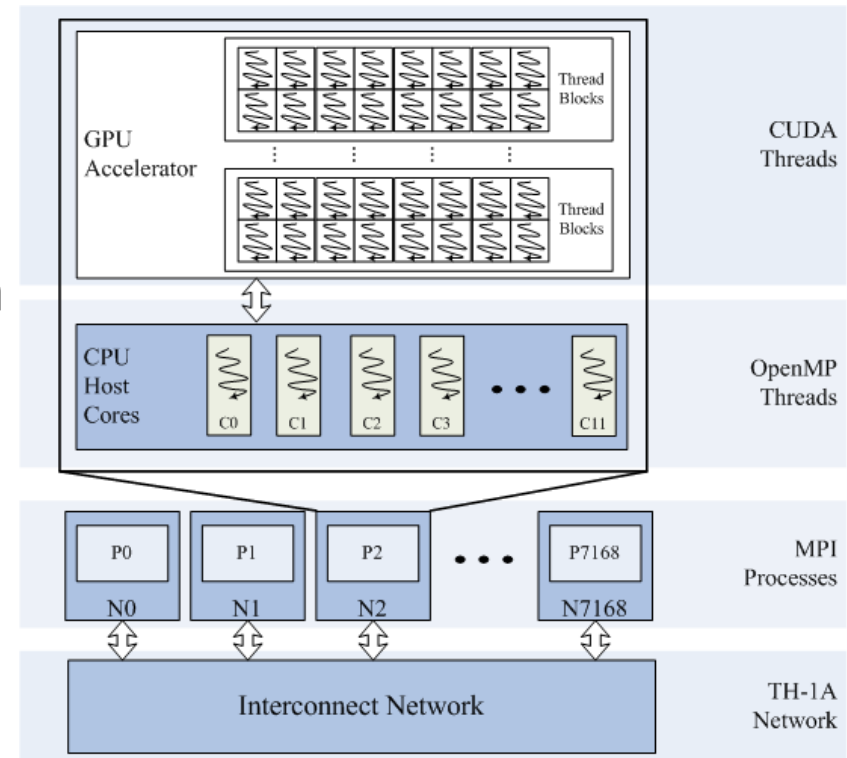 GPU
Accelerator
Thread
Blocks
Thread
Blocks
CUDA
Threads
CPU
Host
Cores
C0 C1 C2 C3 C11
OpenMP
Threads
P0 P1 P2 P7168
N0 N1 N2 N7168
MPI
Processes
Interconnect Network
TH-1A
Network